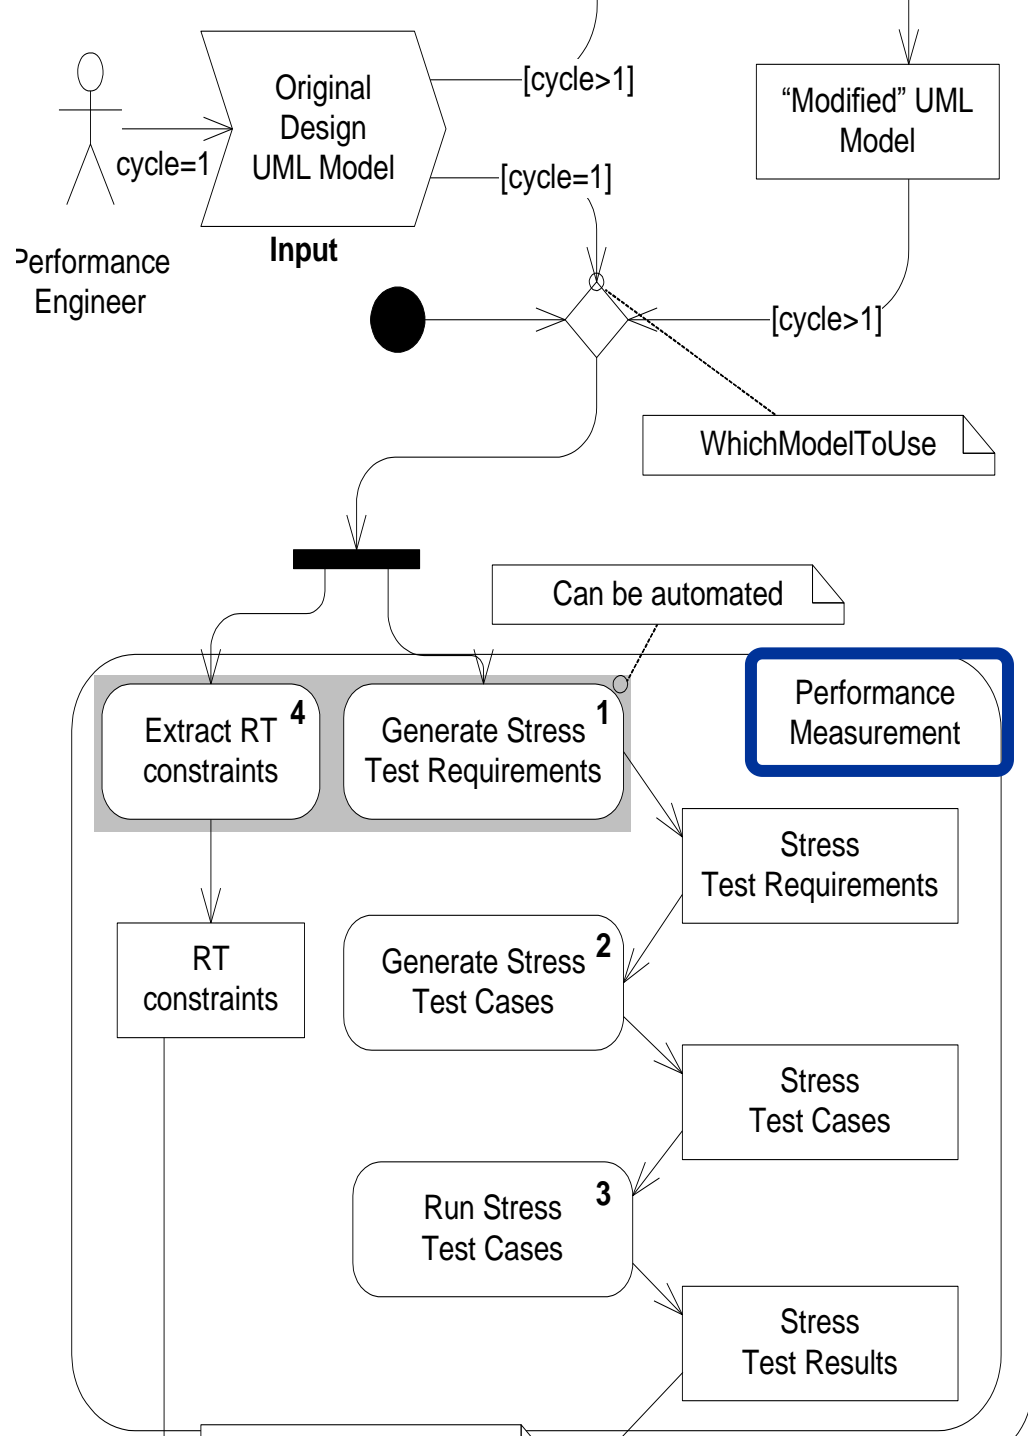 [cycle>1]
Original
Design
UML Model
“Modified” UML
Model
cycle=1
[cycle=1]
Input
Performance
Engineer
[cycle>1]
WhichModelToUse
Can be automated
Performance
Measurement
Extract RT
constraints
4
Generate Stress
Test Requirements
1
Stress
Test Requirements
RT
constraints
Generate Stress
Test Cases
2
Stress
Test Cases
Run Stress
Test Cases
3
Stress
Test Results